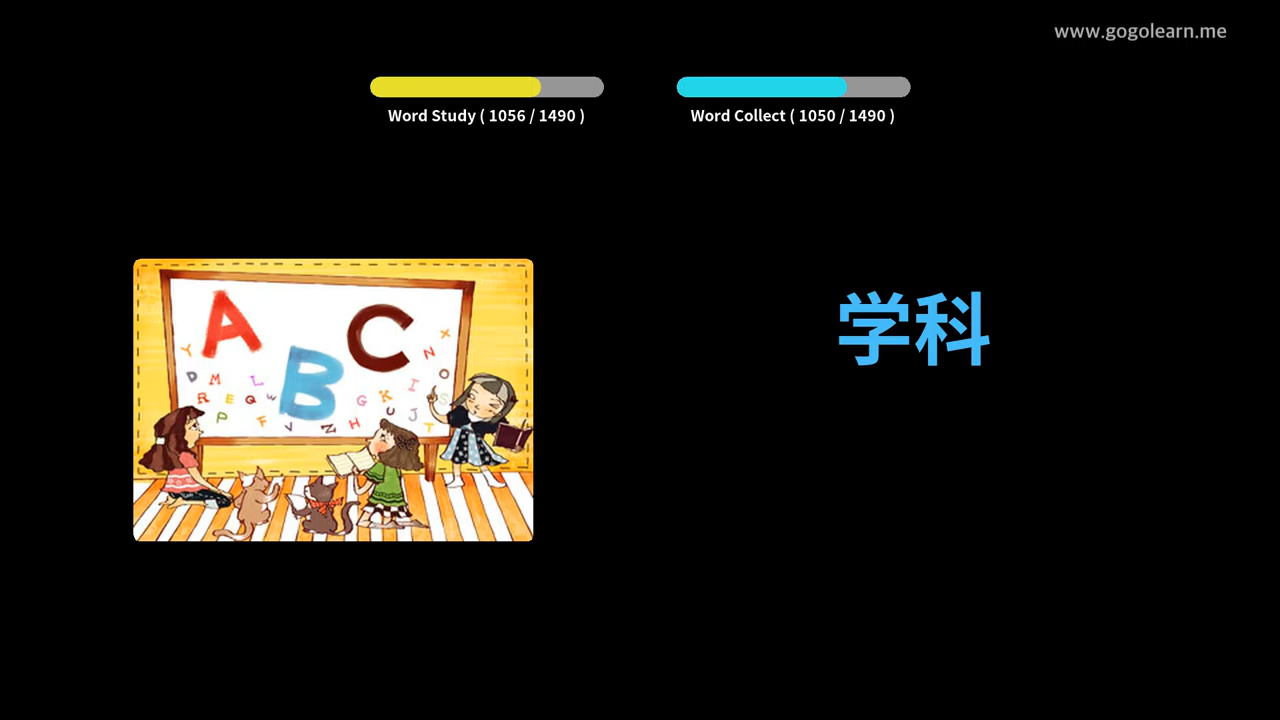 www.gogolearn.me
Word Study ( 1056 / 1490 )
Word Collect ( 1050 / 1490 )
学科
A
B
C
Y
X
N
D
M
L
O
I
R
E
Q
W
G
K
S
P
F
V
Z
H
U
J
T